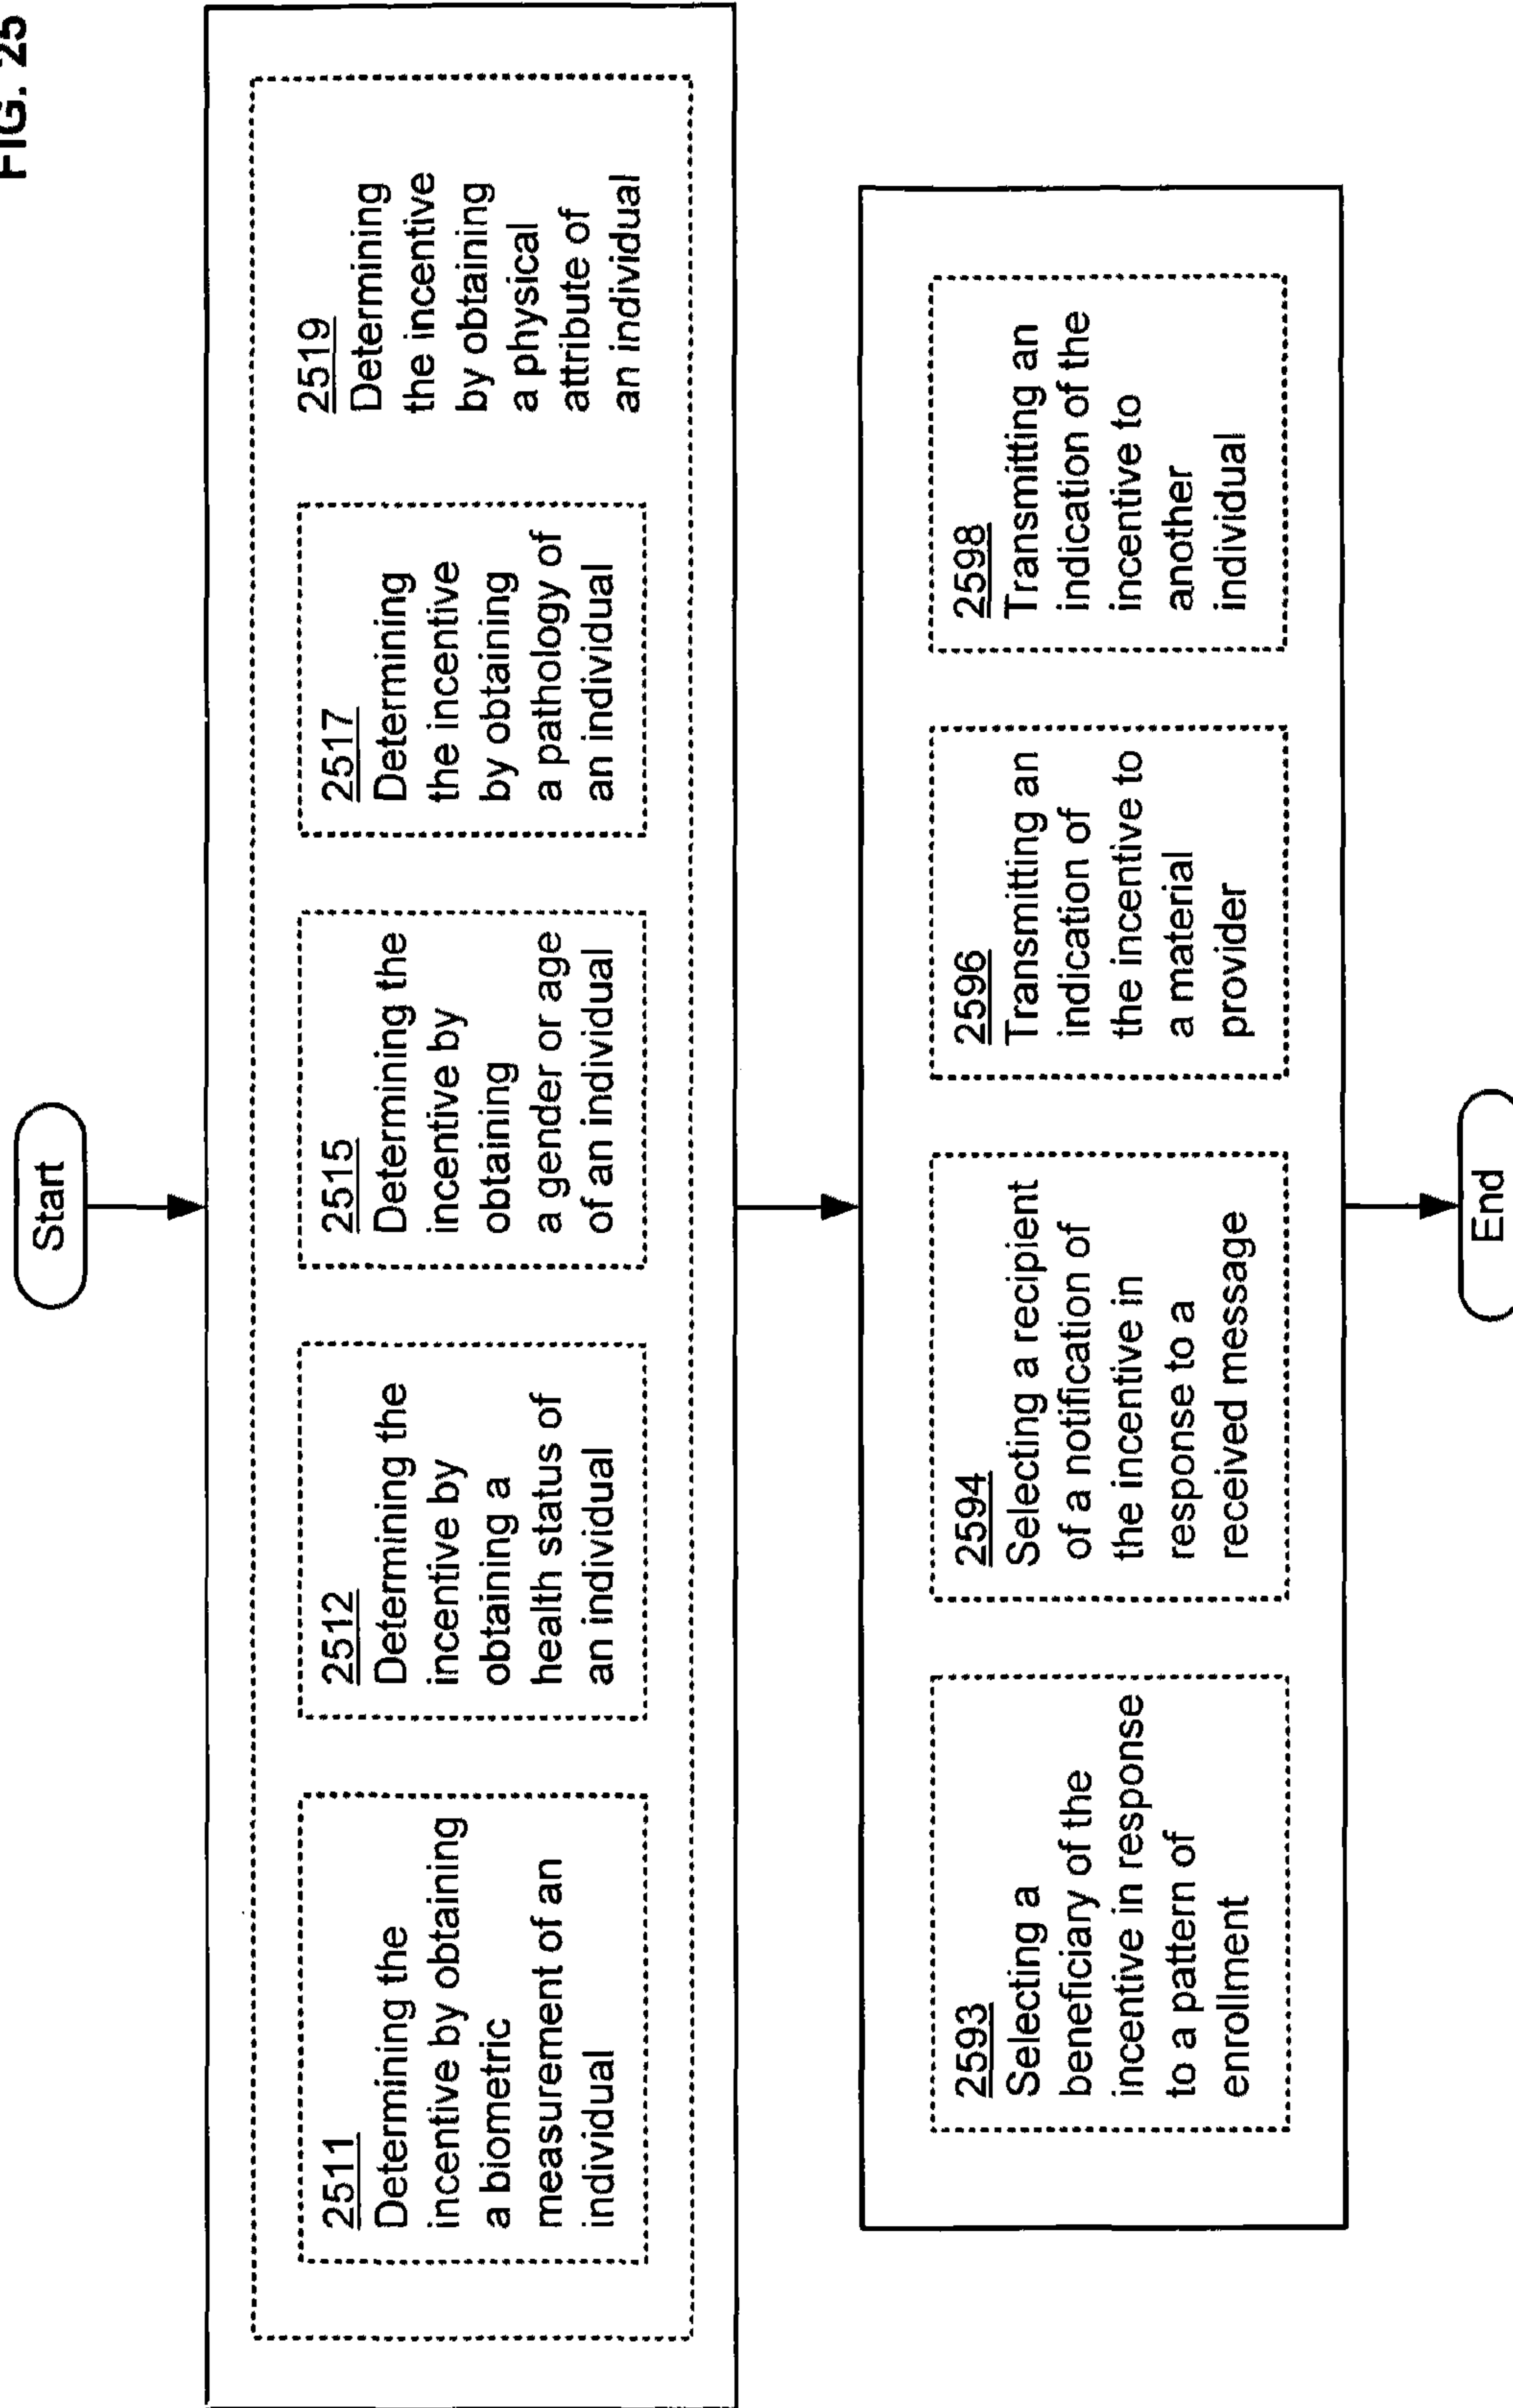 FIG. 25
Start
2511
Determining the
incentive by obtaining
a biometric
measurement of an
individual
2512
Determining the
incentive by
obtaining a
health status of
an individual
2515
Determining the
incentive by
obtaining
a gender or age
of an individual
2517
Determining
the incentive
by obtaining
a pathology of
an individual
2519
Determining
the incentive
by obtaining
a physical
attribute of
an individual
2593
Selecting a
beneficiary of the
incentive in response
to a pattern of
enrollment
2594
Selecting a recipient
of a notification of
the incentive in
response to a
received message
2596
Transmitting an
indication of
the incentive to
a material
provider
2598
Transmitting an
indication of the
incentive to
another
individual
End